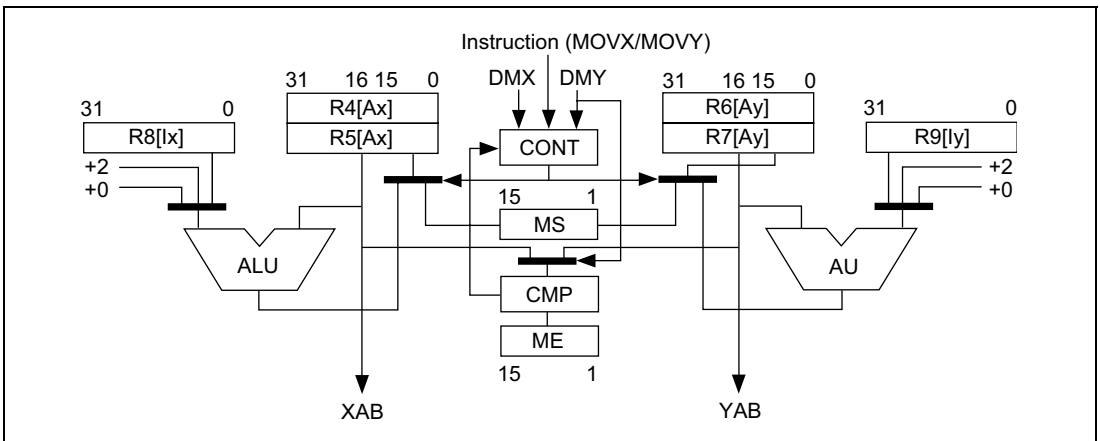 Instruction (MOVX/MOVY)
DMX DMY
31 16 15 0
R4[Ax]
R5[Ax]
31 16 15 0
R6[Ay]
R7[Ay]
31 0
R8[Ix]
+2
+0
31 0
R9[Iy]
+2
+0
CONT
15 1
MS
ALU
AU
CMP
ME
15 1
XAB
YAB